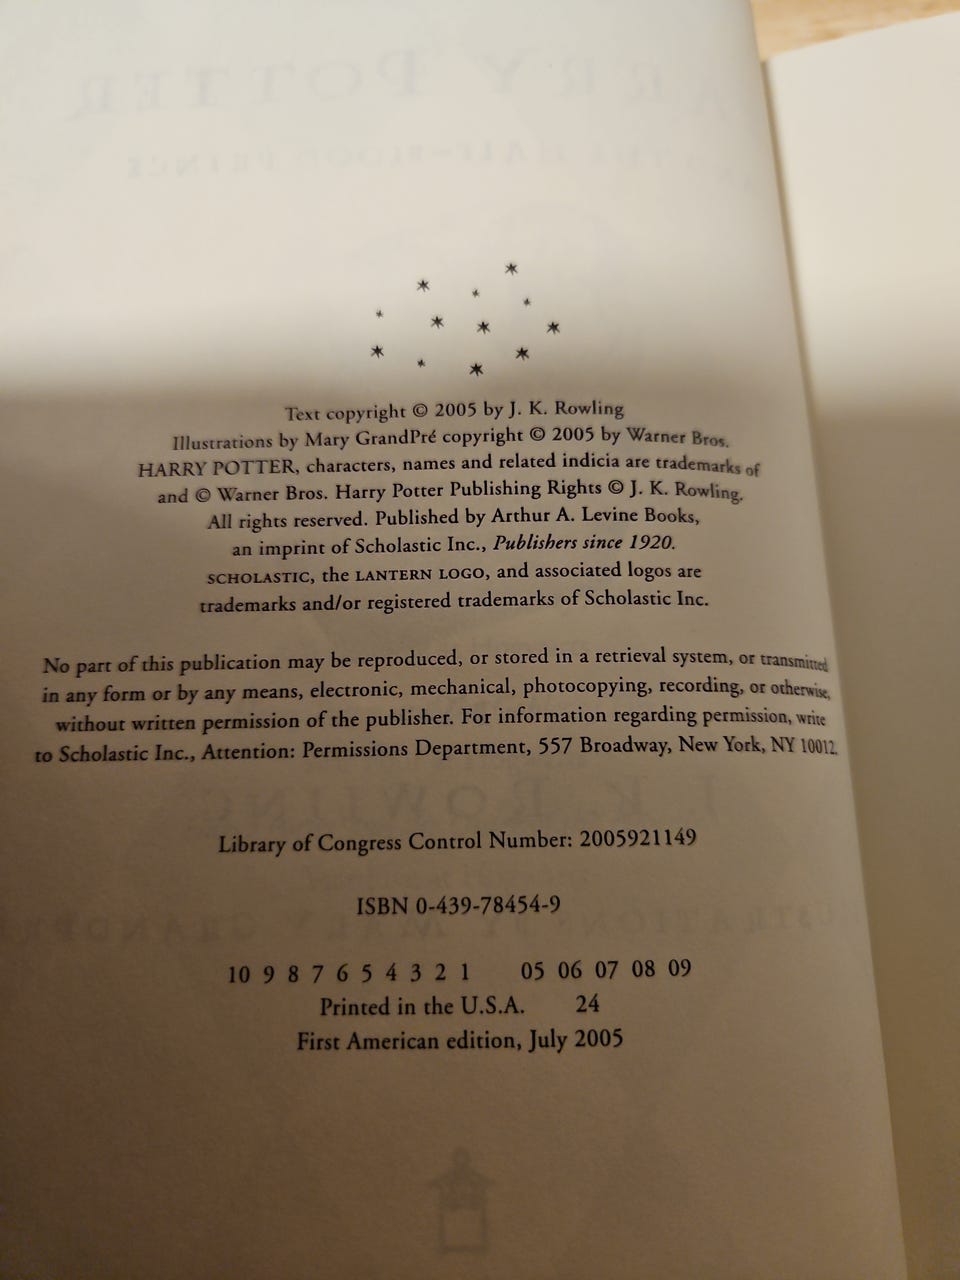 Text copyright © 2005 by J. K. Rowling
Illustrations by Mary GrandPré copyright © 2005 by Warner Bros.
HARRY POTTER, characters, names and related indicia are trademarks of
and © Warner Bros. Harry Potter Publishing Rights © J. K. Rowling.
All rights reserved. Published by Arthur A. Levine Books,
an imprint of Scholastic Inc., Publishers since 1920.
SCHOLASTIC, the LANTERN LOGO, and associated logos are
trademarks and/or registered trademarks of Scholastic Inc.
No part of this publication may be reproduced, or stored in a retrieval system, or transmitted
in any form or by any means, electronic, mechanical, photocopying, recording, or otherwise,
without written permission of the publisher. For information regarding permission, write
to Scholastic Inc., Attention: Permissions Department, 557 Broadway, New York, NY 10012.
Library of Congress Control Number: 2005921149
ISBN 0-439-78454-9
10 9 8 7 6 5 4 3 2 1 05 06 07 08 09
Printed in the U.S.A. 24
First American edition, July 2005